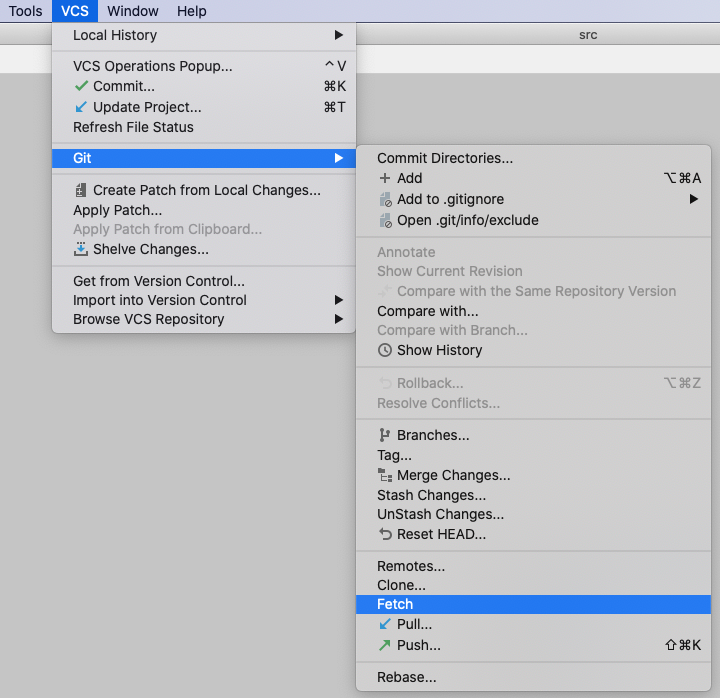 Tools VCS Window Help
src
Local History
VCS Operations Popup... ^V
Commit... ⌘K
Update Project... ⌘T
Refresh File Status
Git
Create Patch from Local Changes...
Apply Patch...
Apply Patch from Clipboard...
Shelve Changes...
Get from Version Control...
Import into Version Control
Browse VCS Repository
Commit Directories...
Add ⌥⌘A
Add to .gitignore
Open .git/info/exclude
Annotate
Show Current Revision
Compare with the Same Repository Version
Compare with...
Compare with Branch...
Show History
Rollback... ⌥⌘Z
Resolve Conflicts...
Branches...
Tag...
Merge Changes...
Stash Changes...
UnStash Changes...
Reset HEAD...
Remotes...
Clone...
Fetch
Pull...
Push... ⇧⌘K
Rebase...